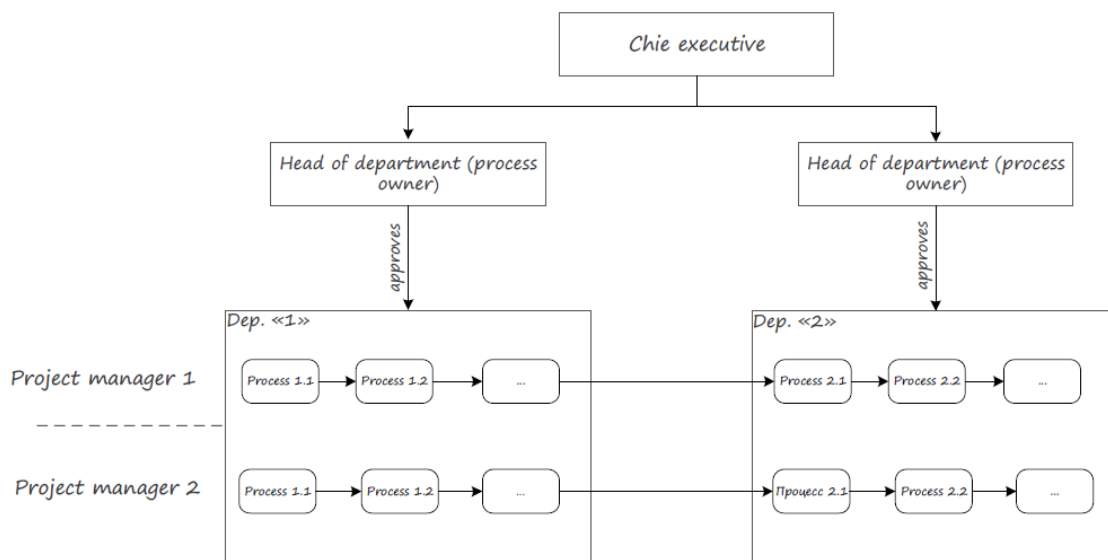 Chie executive
Head of department (process
owner)
Head of department (process
owner)
approves
approves
Dep. «1»
Dep. «2»
Project manager 1
Process 1.1
Process 1.2
...
Process 2.1
Process 2.2
...
Project manager 2
Process 1.1
Process 1.2
...
Процесс 2.1
Process 2.2
...